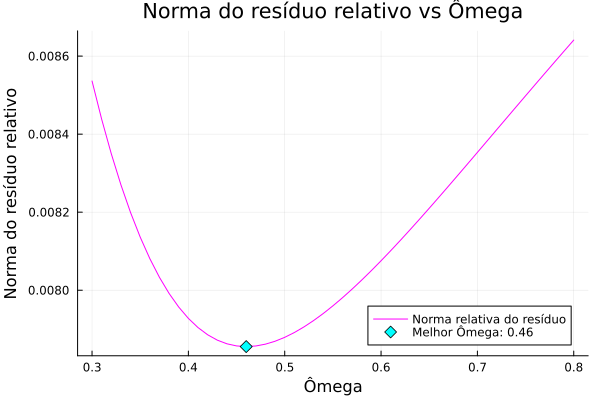 Norma do resíduo relativo vs Ômega
Norma do resíduo relativo
0.0086
0.0084
0.0082
0.0080
Norma relativa do resíduo
Melhor Ômega: 0.46
0.3
0.4
0.5
0.6
0.7
0.8
Ômega